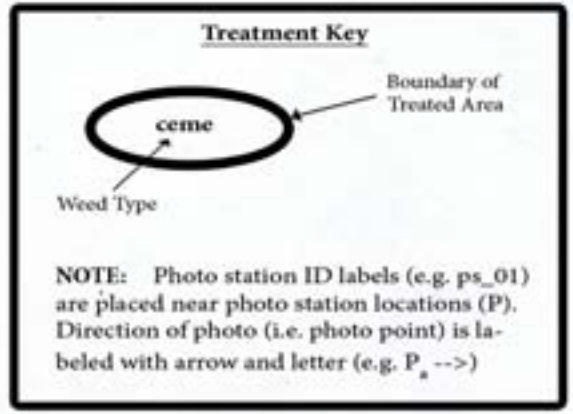 Treatment Key
Boundary of
Treated Area
ceme
Weed Type
NOTE: Photo station ID labels (e.g. ps_01)
are placed near photo station locations (P).
Direction of photo (i.e. photo point) is la-
beled with arrow and letter (e.g. Pa -->)